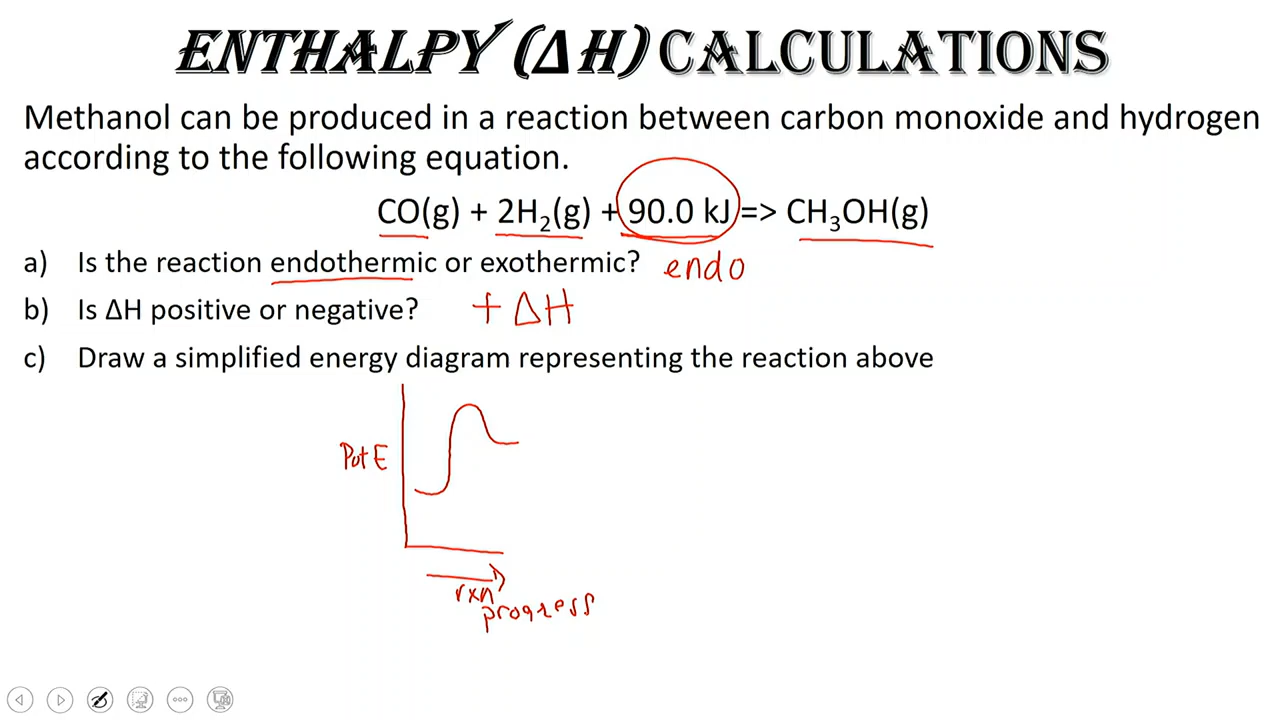 ENTHALPY (Δ H) CALCULATIONS
Methanol can be produced in a reaction between carbon monoxide and hydrogen
according to the following equation.
CO(g) + 2H₂(g) + 90.0 kJ => CH₃OH(g)
a) Is the reaction endothermic or exothermic? endo
b) Is ΔH positive or negative? + ΔH
c) Draw a simplified energy diagram representing the reaction above
Pot E
rxn
progress